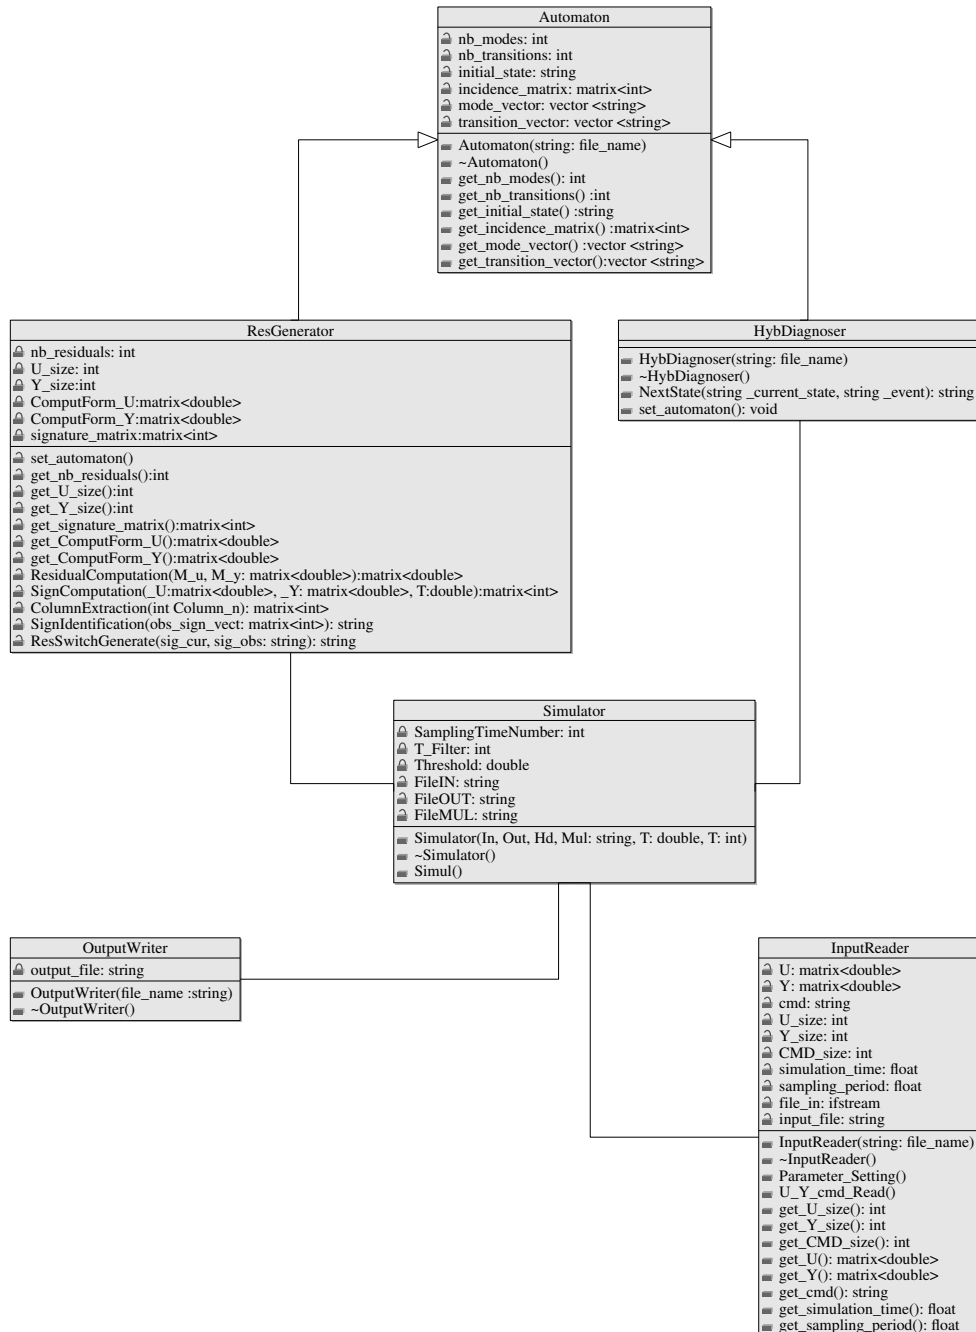 Automaton
nb_modes: int
nb_transitions: int
initial_state: string
incidence_matrix: matrix<int>
mode_vector: vector <string>
transition_vector: vector <string>
Automaton(string: file_name)
~Automaton()
get_nb_modes(): int
get_nb_transitions() :int
get_initial_state() :string
get_incidence_matrix() :matrix<int>
get_mode_vector() :vector <string>
get_transition_vector():vector <string>
ResGenerator
nb_residuals: int
U_size: int
Y_size:int
ComputForm_U:matrix<double>
ComputForm_Y:matrix<double>
signature_matrix:matrix<int>
set_automaton()
get_nb_residuals():int
get_U_size():int
get_Y_size():int
get_signature_matrix():matrix<int>
get_ComputForm_U():matrix<double>
get_ComputForm_Y():matrix<double>
ResidualComputation(M_u, M_y: matrix<double>):matrix<double>
SignComputation(_U:matrix<double>, _Y: matrix<double>, T:double):matrix<int>
ColumnExtraction(int Column_n): matrix<int>
SignIdentification(obs_sign_vect: matrix<int>): string
ResSwitchGenerate(sig_cur, sig_obs: string): string
HybDiagnoser
HybDiagnoser(string: file_name)
~HybDiagnoser()
NextState(string _current_state, string _event): string
set_automaton(): void
Simulator
SamplingTimeNumber: int
T_Filter: int
Threshold: double
FileIN: string
FileOUT: string
FileMUL: string
Simulator(In, Out, Hd, Mul: string, T: double, T: int)
~Simulator()
Simul()
OutputWriter
output_file: string
OutputWriter(file_name :string)
~OutputWriter()
InputReader
U: matrix<double>
Y: matrix<double>
cmd: string
U_size: int
Y_size: int
CMD_size: int
simulation_time: float
sampling_period: float
file_in: ifstream
input_file: string
InputReader(string: file_name)
~InputReader()
Parameter_Setting()
U_Y_cmd_Read()
get_U_size(): int
get_Y_size(): int
get_CMD_size(): int
get_U(): matrix<double>
get_Y(): matrix<double>
get_cmd(): string
get_simulation_time(): float
get_sampling_period(): float